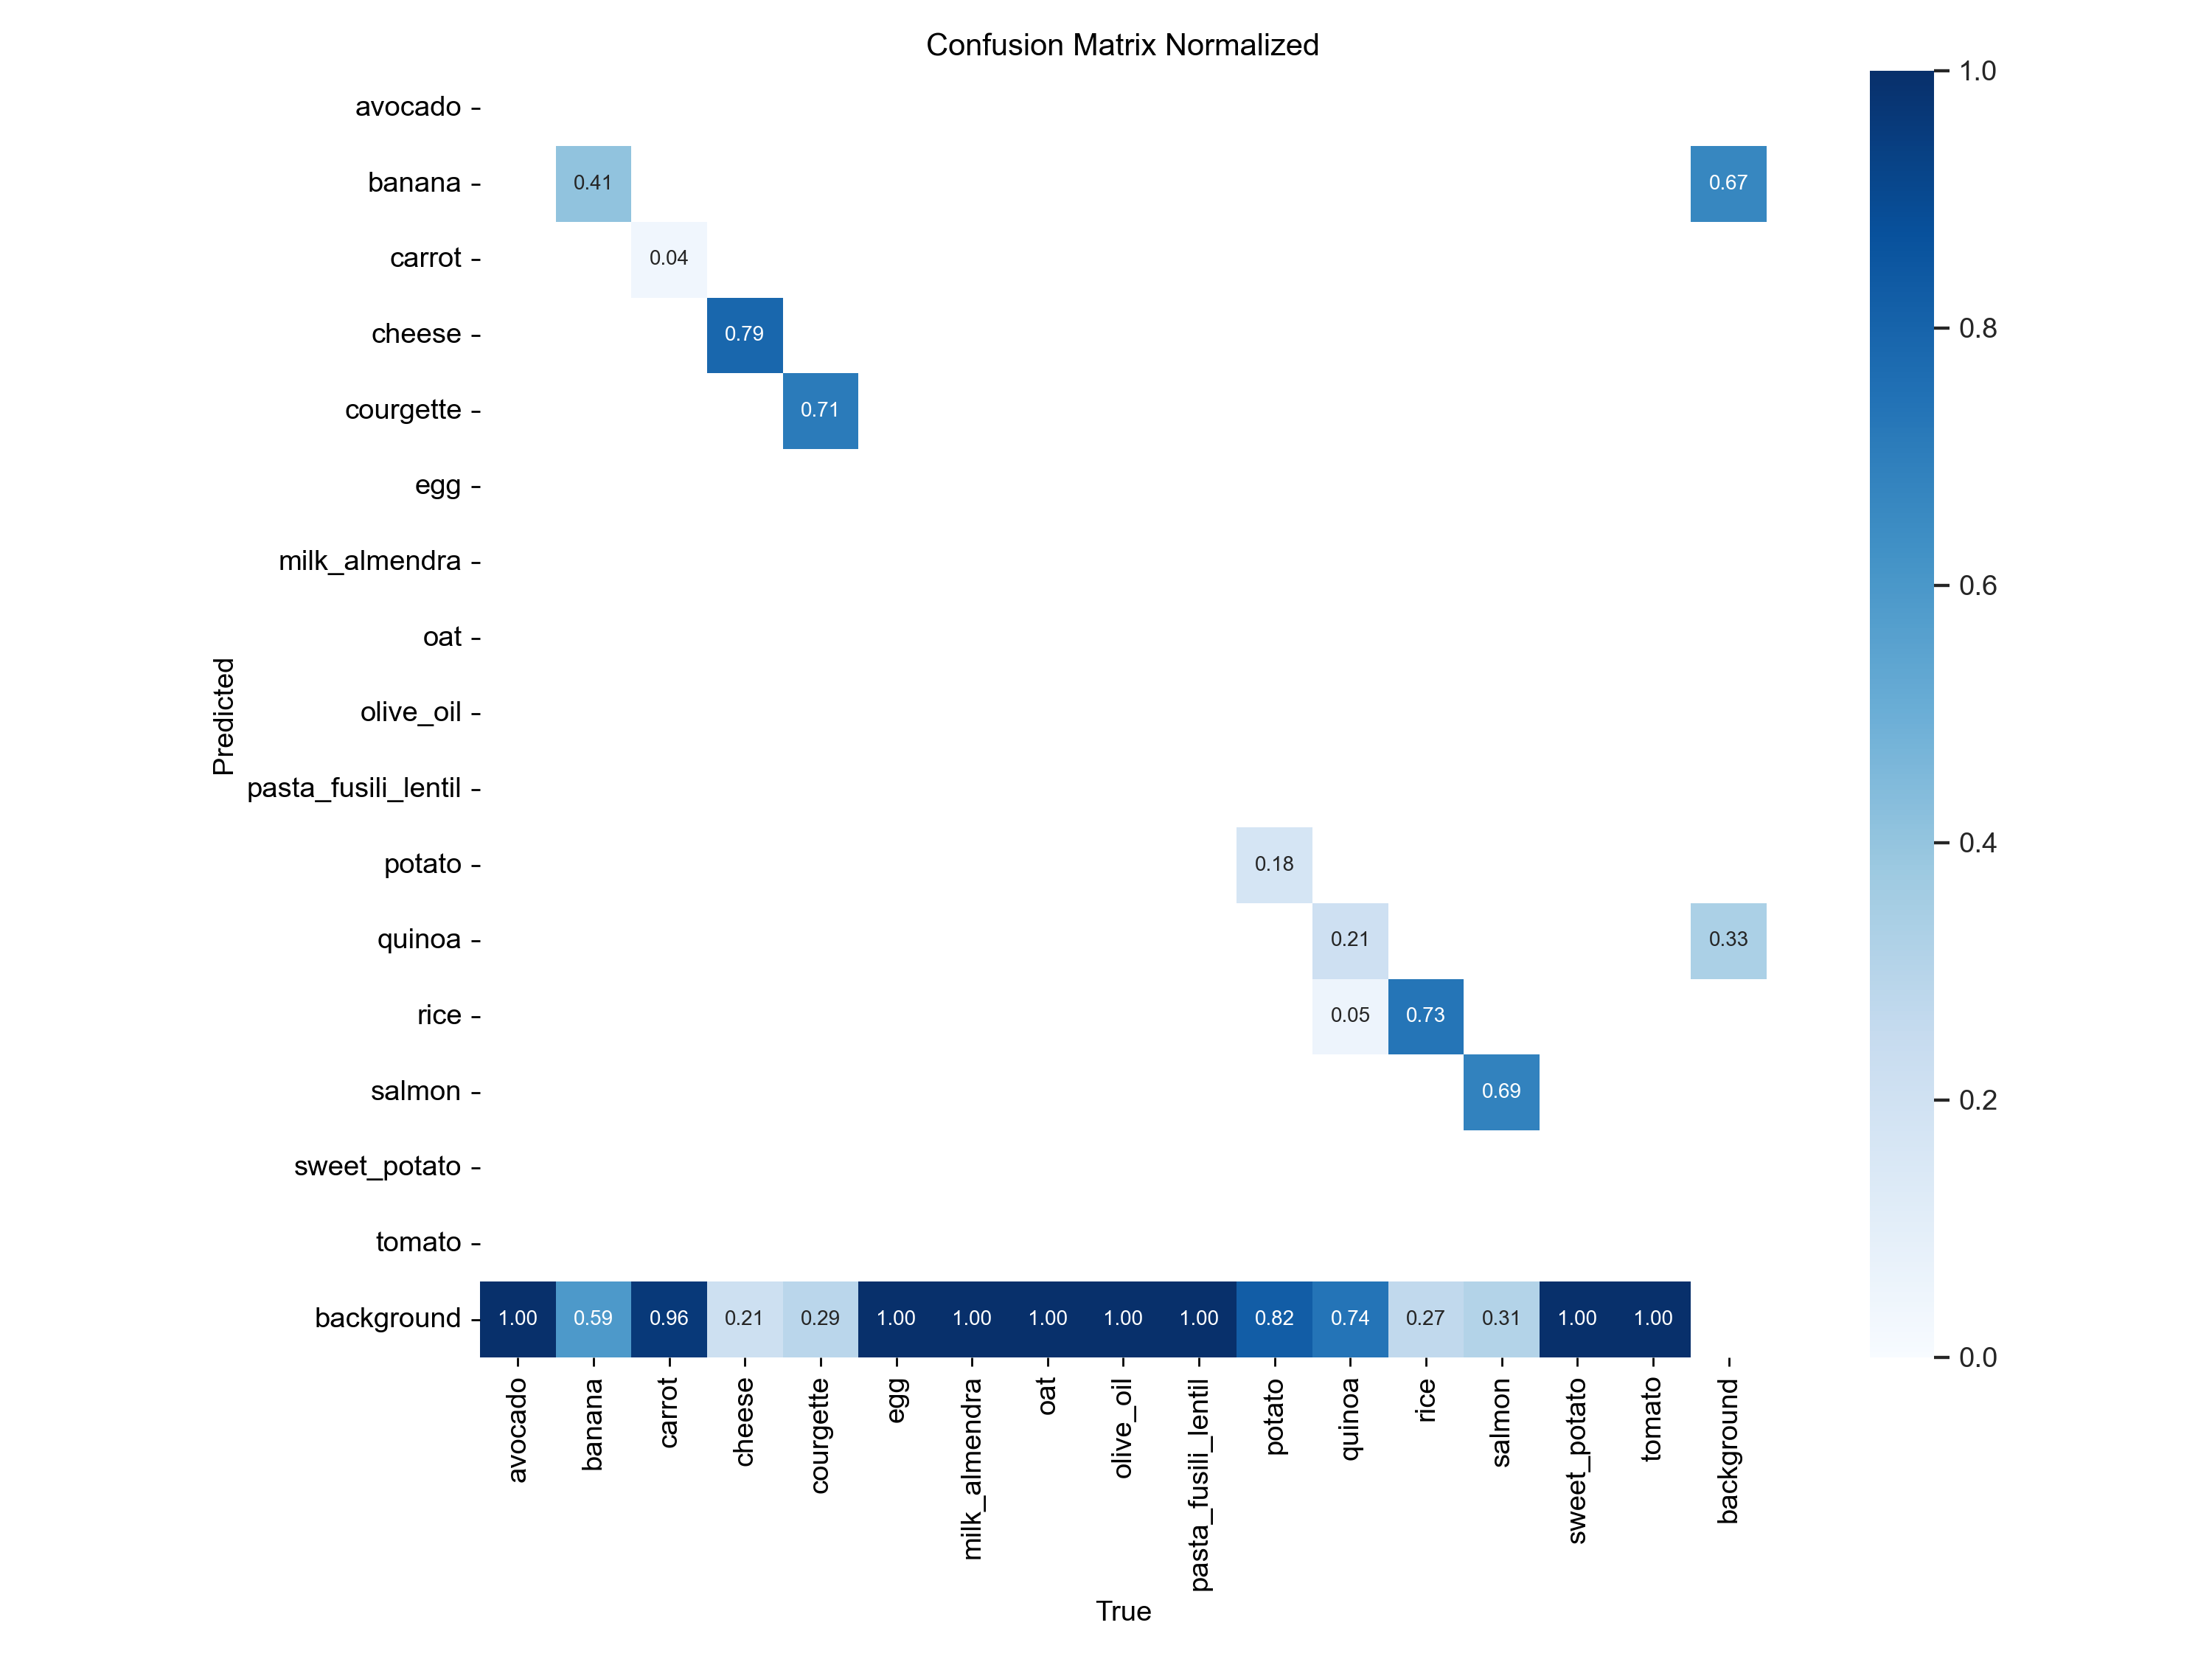 Confusion Matrix Normalized
avocado
banana 0.41 0.67
carrot 0.04
cheese 0.79
courgette 0.71
egg
milk_almendra
oat
olive_oil
pasta_fusili_lentil
potato 0.18
quinoa 0.21 0.33
rice 0.05 0.73
salmon 0.69
sweet_potato
tomato
background 1.00 0.59 0.96 0.21 0.29 1.00 1.00 1.00 1.00 1.00 0.82 0.74 0.27 0.31 1.00 1.00
Predicted
avocado
banana
carrot
cheese
courgette
egg
milk_almendra
oat
olive_oil
pasta_fusili_lentil
potato
quinoa
rice
salmon
sweet_potato
tomato
background
True
1.0
0.8
0.6
0.4
0.2
0.0